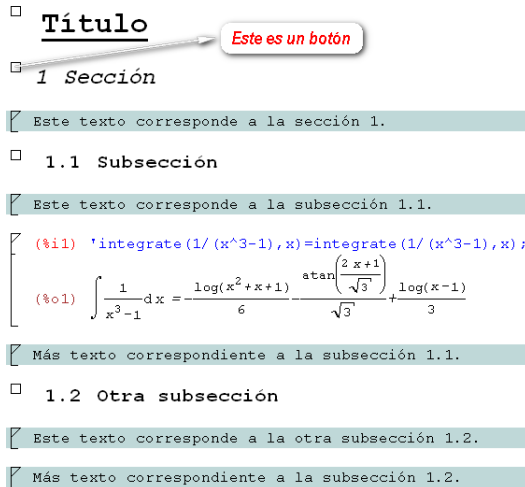 Título
Este es un botón
1 Sección
Este texto corresponde a la sección 1.
1.1 Subsección
Este texto corresponde a la subsección 1.1.
(%i1) 'integrate(1/(x^3-1),x)=integrate(1/(x^3-1),x);
(%o1) ∫ 1/(x³-1) dx = -log(x²+x+1)/6 - atan((2 x+1)/√3)/√3 + log(x-1)/3
Más texto correspondiente a la subsección 1.1.
1.2 Otra subsección
Este texto corresponde a la otra subsección 1.2.
Más texto correspondiente a la subsección 1.2.